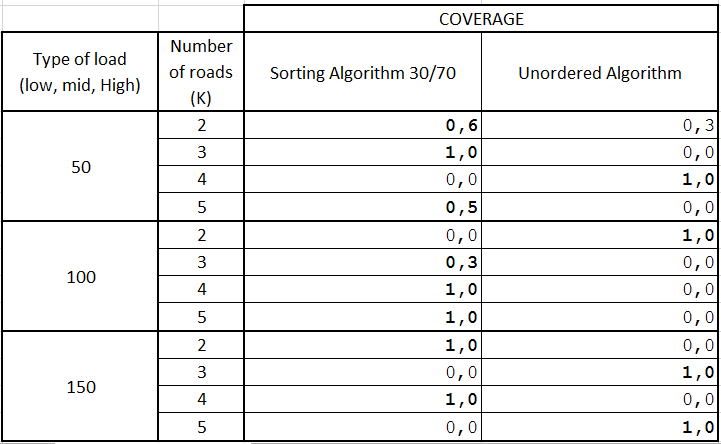 COVERAGE
Type of load
(low, mid, High)
Number
of roads
(K)
Sorting Algorithm 30/70
Unordered Algorithm
50
2 0,6 0,3
3 1,0 0,0
4 0,0 1,0
5 0,5 0,0
100
2 0,0 1,0
3 0,3 0,0
4 1,0 0,0
5 1,0 0,0
150
2 1,0 0,0
3 0,0 1,0
4 1,0 0,0
5 0,0 1,0